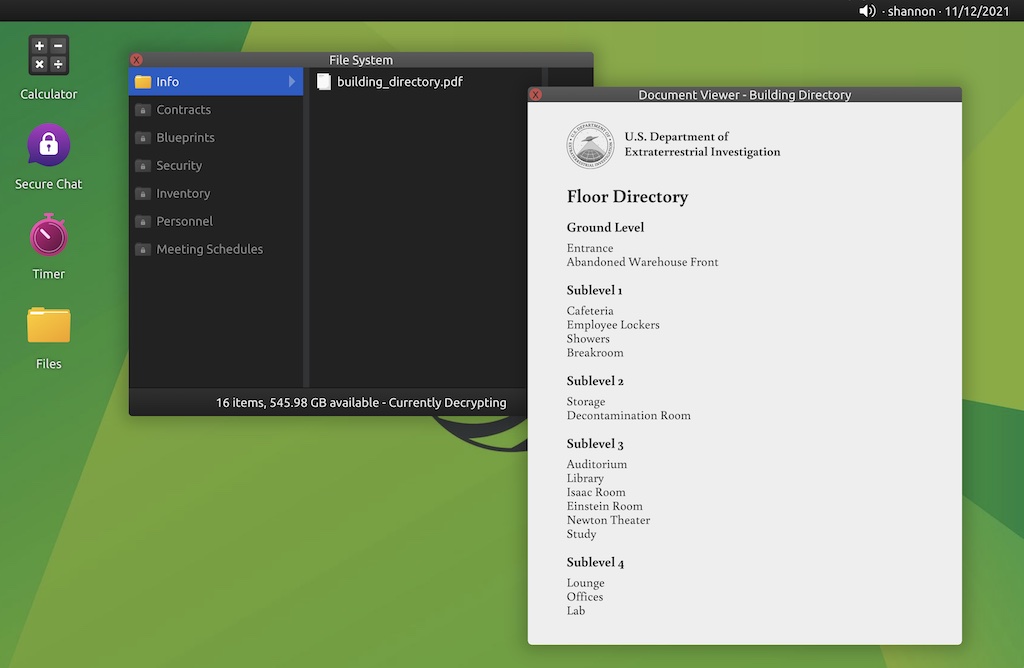 · shannon · 11/12/2021
Calculator
Secure Chat
Timer
Files
File System
Info
Contracts
Blueprints
Security
Inventory
Personnel
Meeting Schedules
building_directory.pdf
16 items, 545.98 GB available - Currently Decrypting
Document Viewer - Building Directory
U.S. Department of
Extraterrestrial Investigation
Floor Directory
Ground Level
Entrance
Abandoned Warehouse Front
Sublevel 1
Cafeteria
Employee Lockers
Showers
Breakroom
Sublevel 2
Storage
Decontamination Room
Sublevel 3
Auditorium
Library
Isaac Room
Einstein Room
Newton Theater
Study
Sublevel 4
Lounge
Offices
Lab